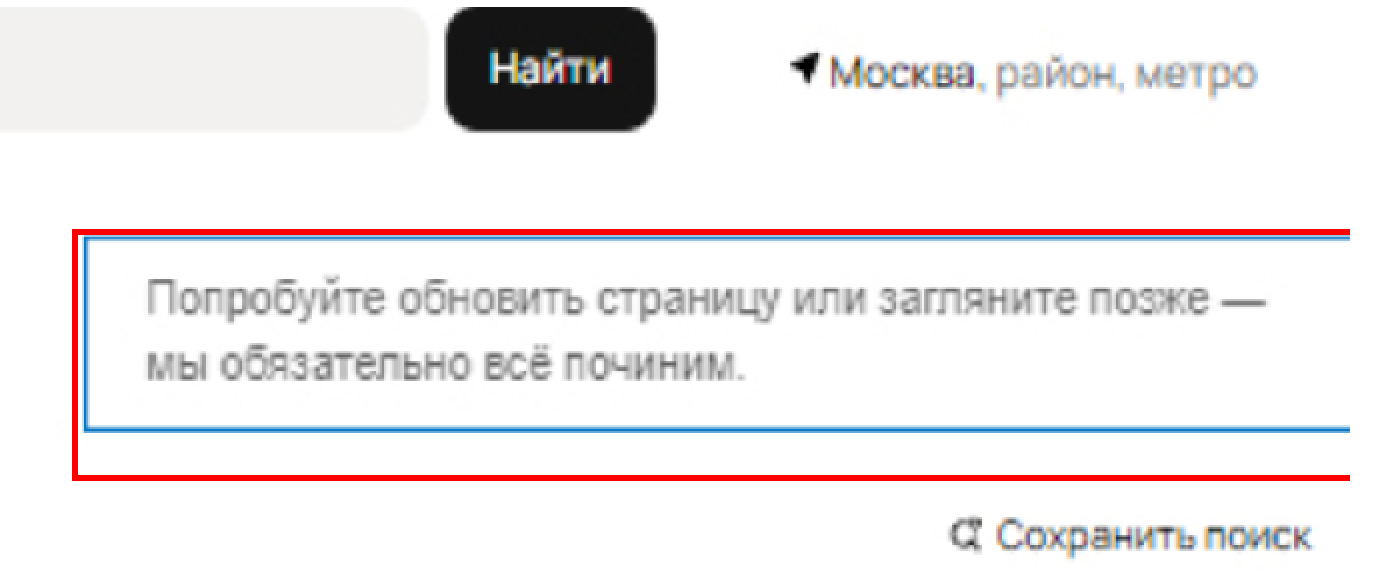 Найти
Москва, район, метро
Попробуйте обновить страницу или загляните позже —
мы обязательно всё починим.
Сохранить поиск